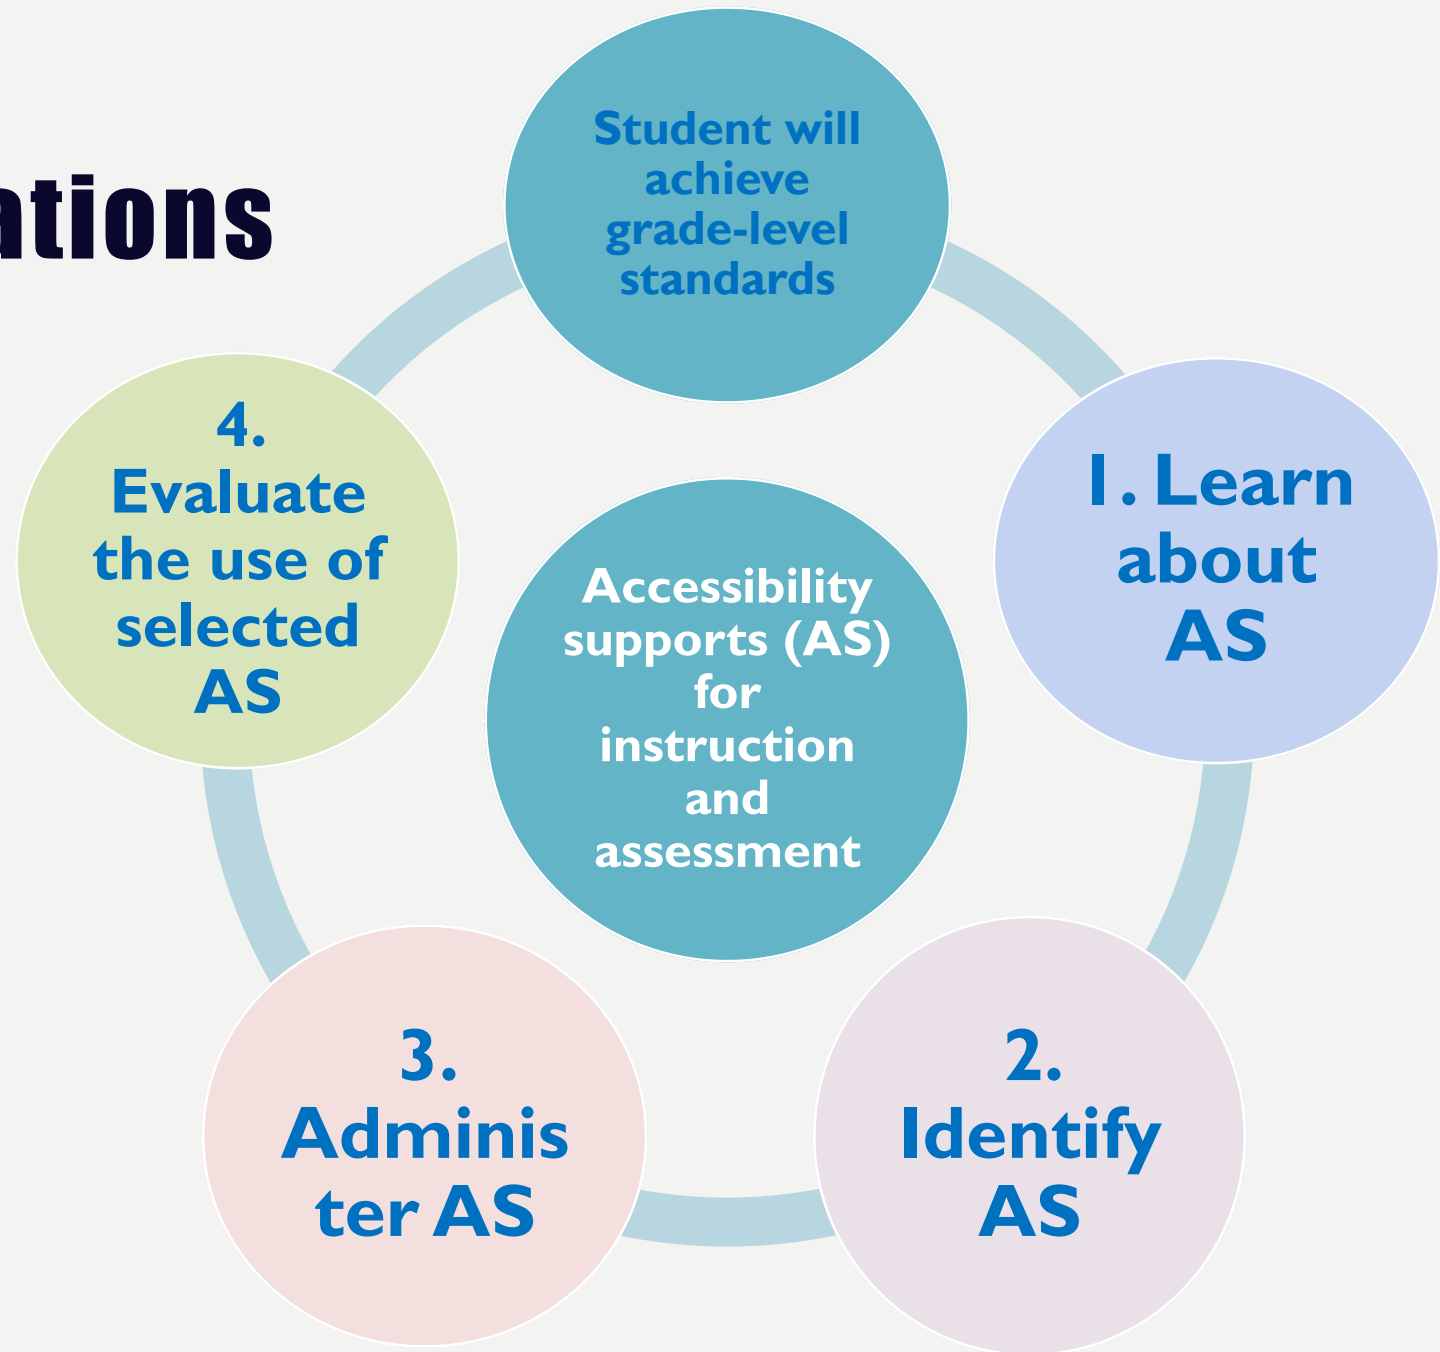 ations
Student will
achieve
grade-level
standards
1. Learn
about
AS
2.
Identify
AS
3.
Adminis
ter AS
4.
Evaluate
the use of
selected
AS
Accessibility
supports (AS)
for
instruction
and
assessment